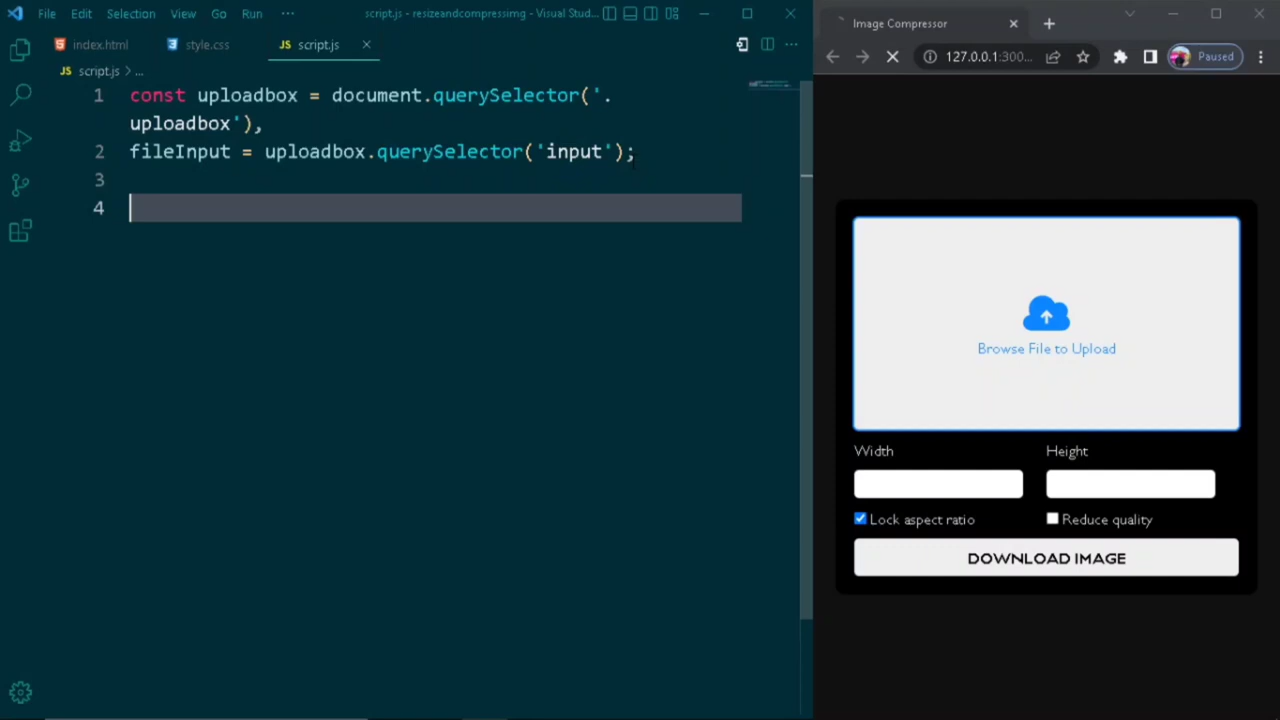 File Edit Selection View Go Run ··· script.js - resizeandcompressimg - Visual Stud...
index.html style.css JS script.js
JS script.js > ...
1 const uploadbox = document.querySelector('.
uploadbox'),
2 fileInput = uploadbox.querySelector('input');
3
4
Image Compressor
127.0.0.1:300... Paused
Browse File to Upload
Width Height
Lock aspect ratio Reduce quality
DOWNLOAD IMAGE